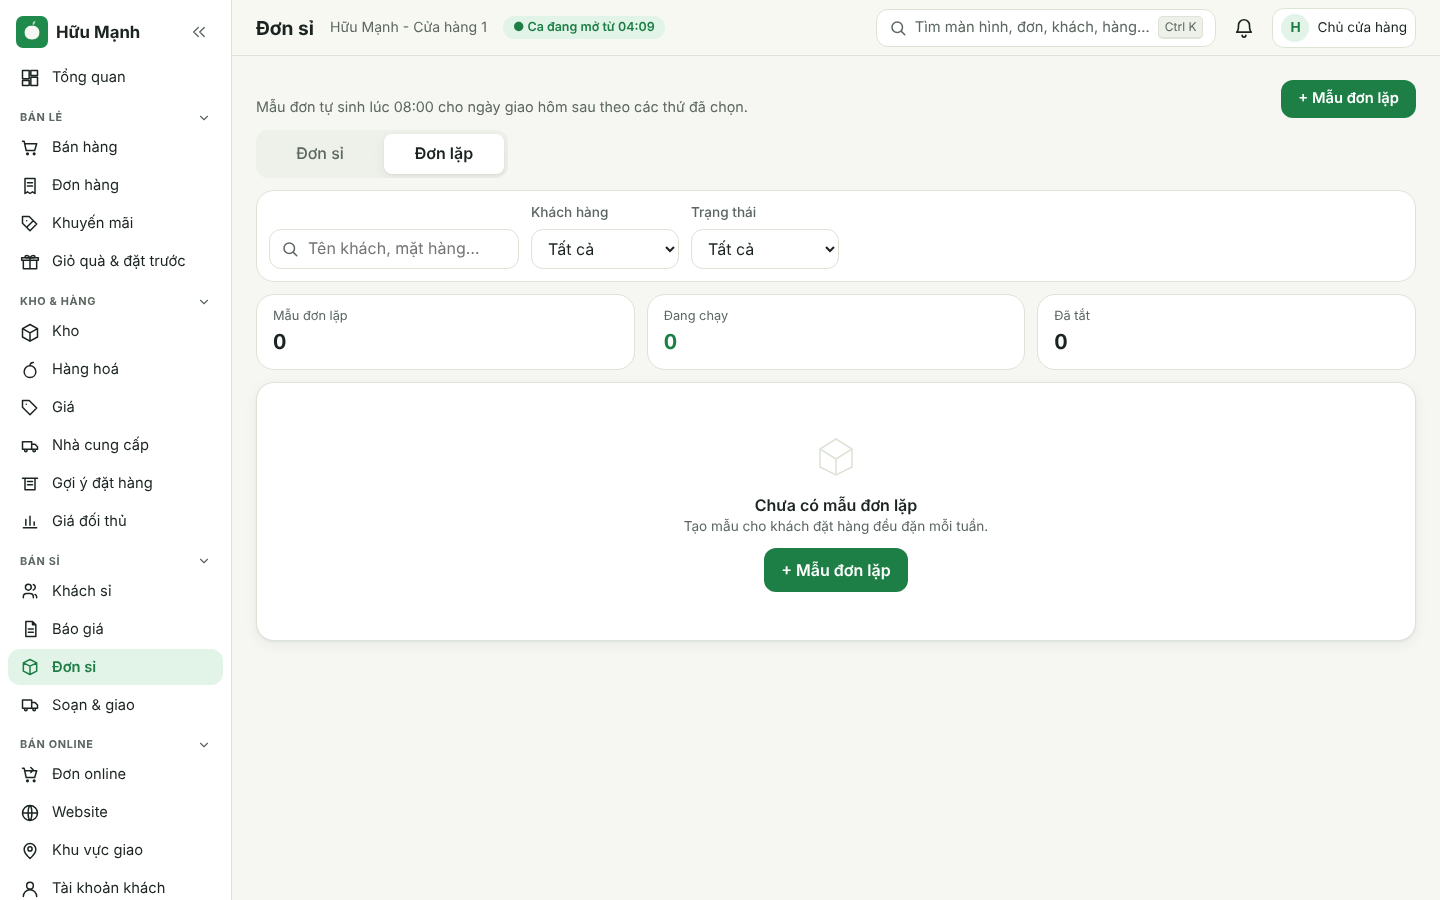 Hữu Mạnh
Tổng quan
BÁN LẺ
Bán hàng
Đơn hàng
Khuyến mãi
Giỏ quà & đặt trước
KHO & HÀNG
Kho
Hàng hoá
Giá
Nhà cung cấp
Gợi ý đặt hàng
Giá đối thủ
BÁN SỈ
Khách sỉ
Báo giá
Đơn sỉ
Soạn & giao
BÁN ONLINE
Đơn online
Website
Khu vực giao
Tài khoản khách
Đơn sỉ Hữu Mạnh - Cửa hàng 1 Ca đang mở từ 04:09 Tìm màn hình, đơn, khách, hàng... Ctrl K H Chủ cửa hàng
Mẫu đơn tự sinh lúc 08:00 cho ngày giao hôm sau theo các thứ đã chọn. + Mẫu đơn lặp
Đơn sỉ Đơn lặp
Khách hàng Trạng thái
Tên khách, mặt hàng... Tất cả Tất cả
Mẫu đơn lặp Đang chạy Đã tắt
0 0 0
Chưa có mẫu đơn lặp
Tạo mẫu cho khách đặt hàng đều đặn mỗi tuần.
+ Mẫu đơn lặp